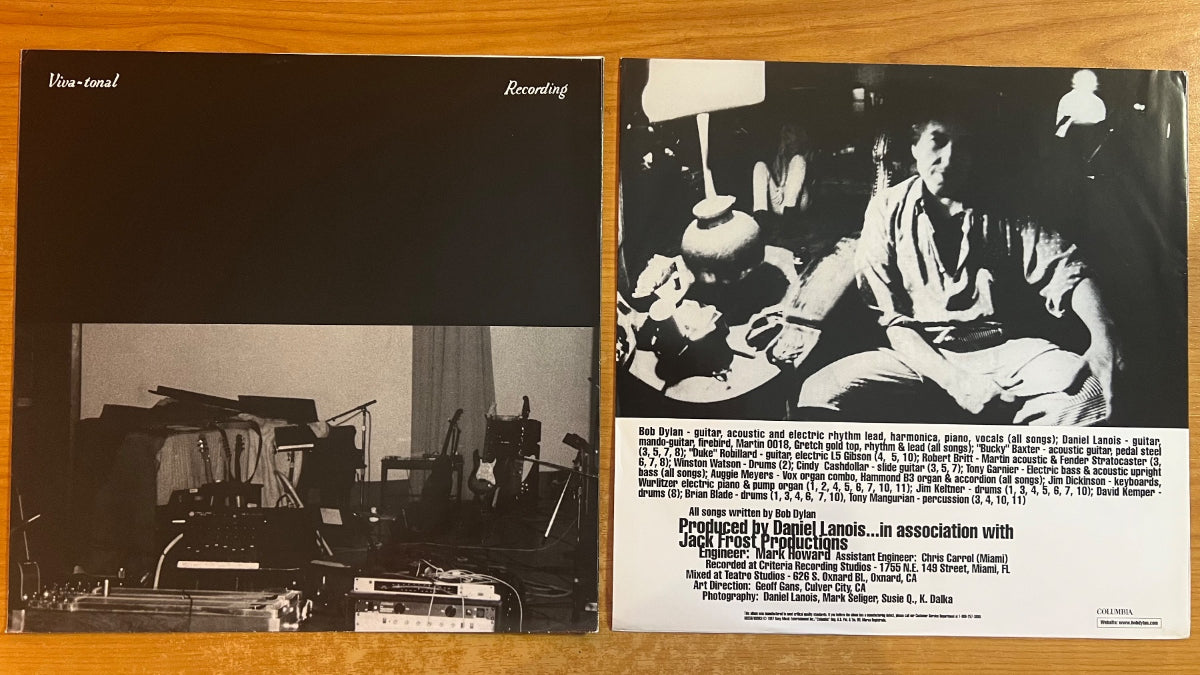 Viva-tonal
Recording
Bob Dylan - guitar, acoustic and electric rhythm lead, harmonica, piano, vocals (all songs); Daniel Lanois - guitar,
mando-guitar, firebird, Martin 0018, Gretch gold top, rhythm & lead (all songs); "Bucky" Baxter - acoustic guitar, pedal steel
(3, 5, 7, 8); "Duke" Robillard - guitar, electric L5 Gibson (4, 5, 10); Robert Britt - "Martin acoustic & Fender Stratocaster (3,
6, 7, 8); Winston Watson - Drums (2); Cindy Cashdollar - slide guitar (3, 5, 7); Tony Garnier - Electric bass & acoustic upright
bass (all songs); Auggie Meyers - Vox organ combo, Hammond B3 organ & accordion (all songs); Jim Dickinson - keyboards,
Wurlitzer electric piano & pump organ (1, 2, 4, 5, 6, 7, 10, 11); Jim Keltner - drums (1, 3, 4, 5, 6, 7, 10); David Kemper -
drums (8); Brian Blade - drums (1, 3, 4, 6, 7, 10), Tony Mangurian - percussion (3, 4, 10, 11)
All songs written by Bob Dylan
Produced by Daniel Lanois...in association with
Jack Frost Productions
Engineer: Mark Howard Assistant Engineer: Chris Carrol (Miami)
Recorded at Criteria Recording Studios - 1755 N.E. 149 Street, Miami, FL
Mixed at Teatro Studios - 626 S. Oxnard BL, Oxnard, CA
Art Direction: Geoff Gans, Culver City, CA
Photography: Daniel Lanois, Mark Seliger, Susie Q., K. Dalka
COLUMBIA
Website: www.bobdylan.com